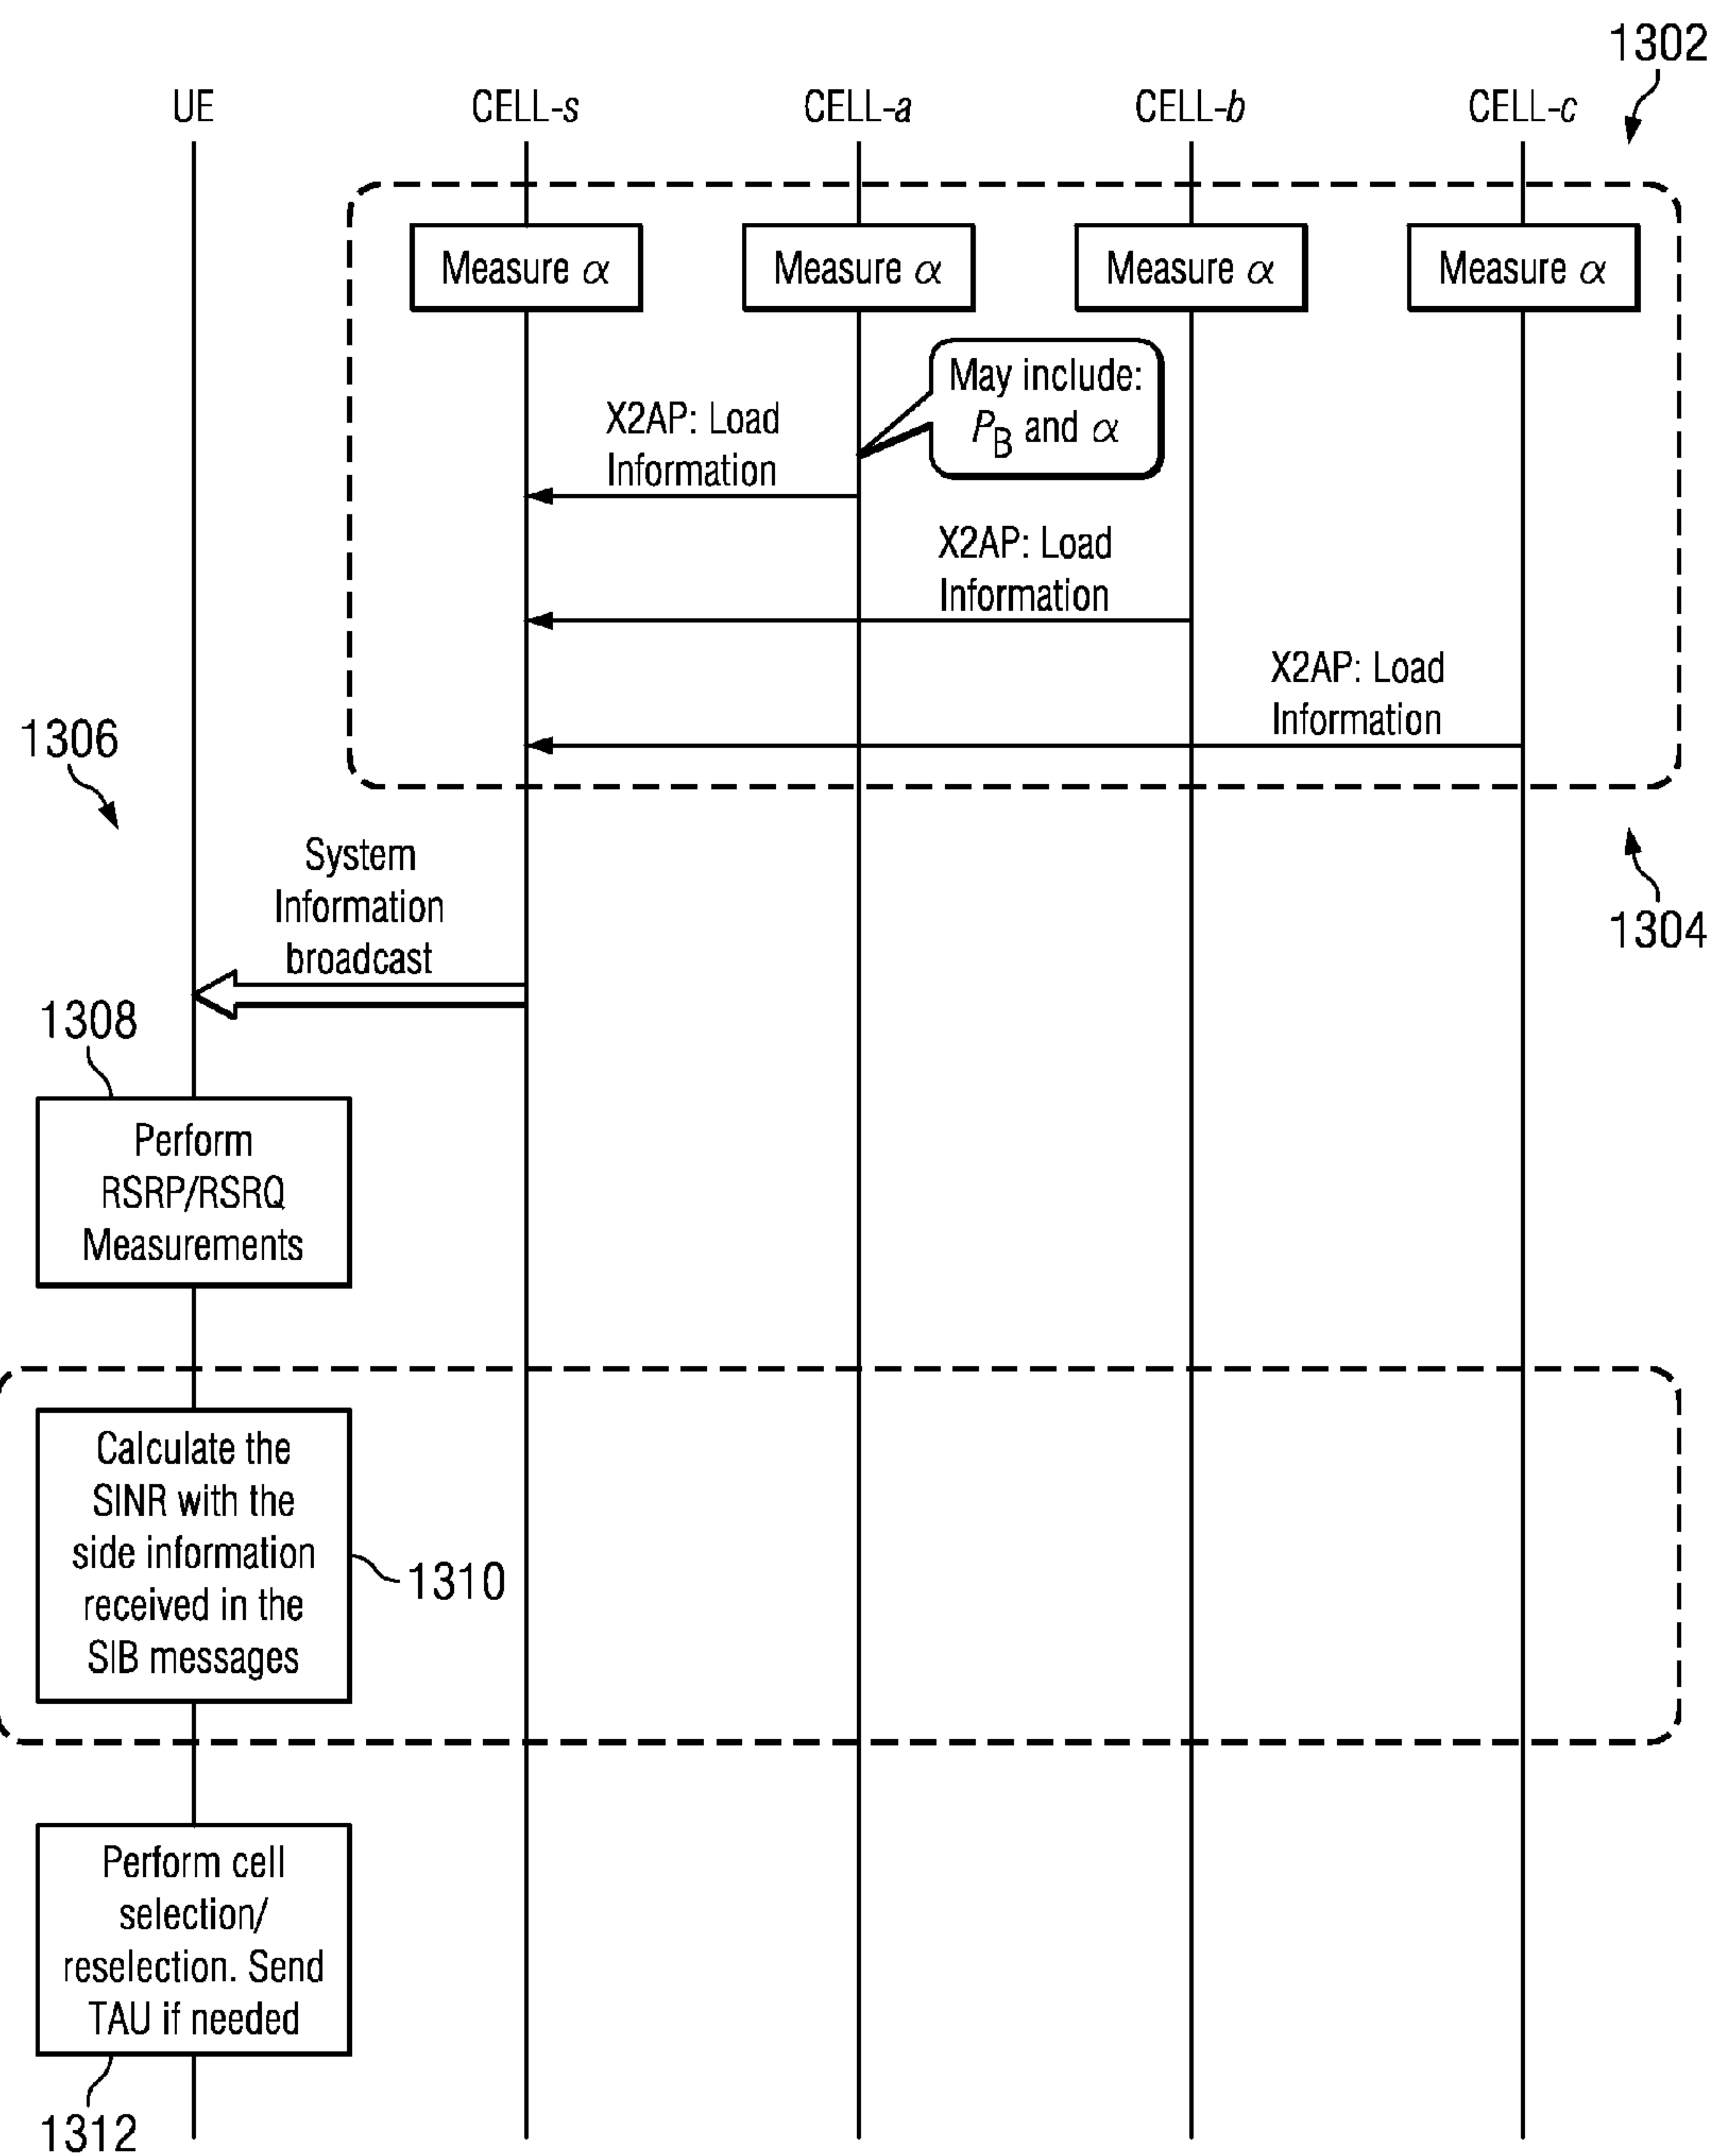 1302
UE
CELL-s
CELL-a
CELL-b
CELL-c
Measure α
Measure α
Measure α
Measure α
May include:
PB and α
X2AP: Load
Information
X2AP: Load
Information
X2AP: Load
Information
1306
1304
System
Information
broadcast
1308
Perform
RSRP/RSRQ
Measurements
Calculate the
SINR with the
side information
received in the
SIB messages
1310
Perform cell
selection/
reselection. Send
TAU if needed
1312